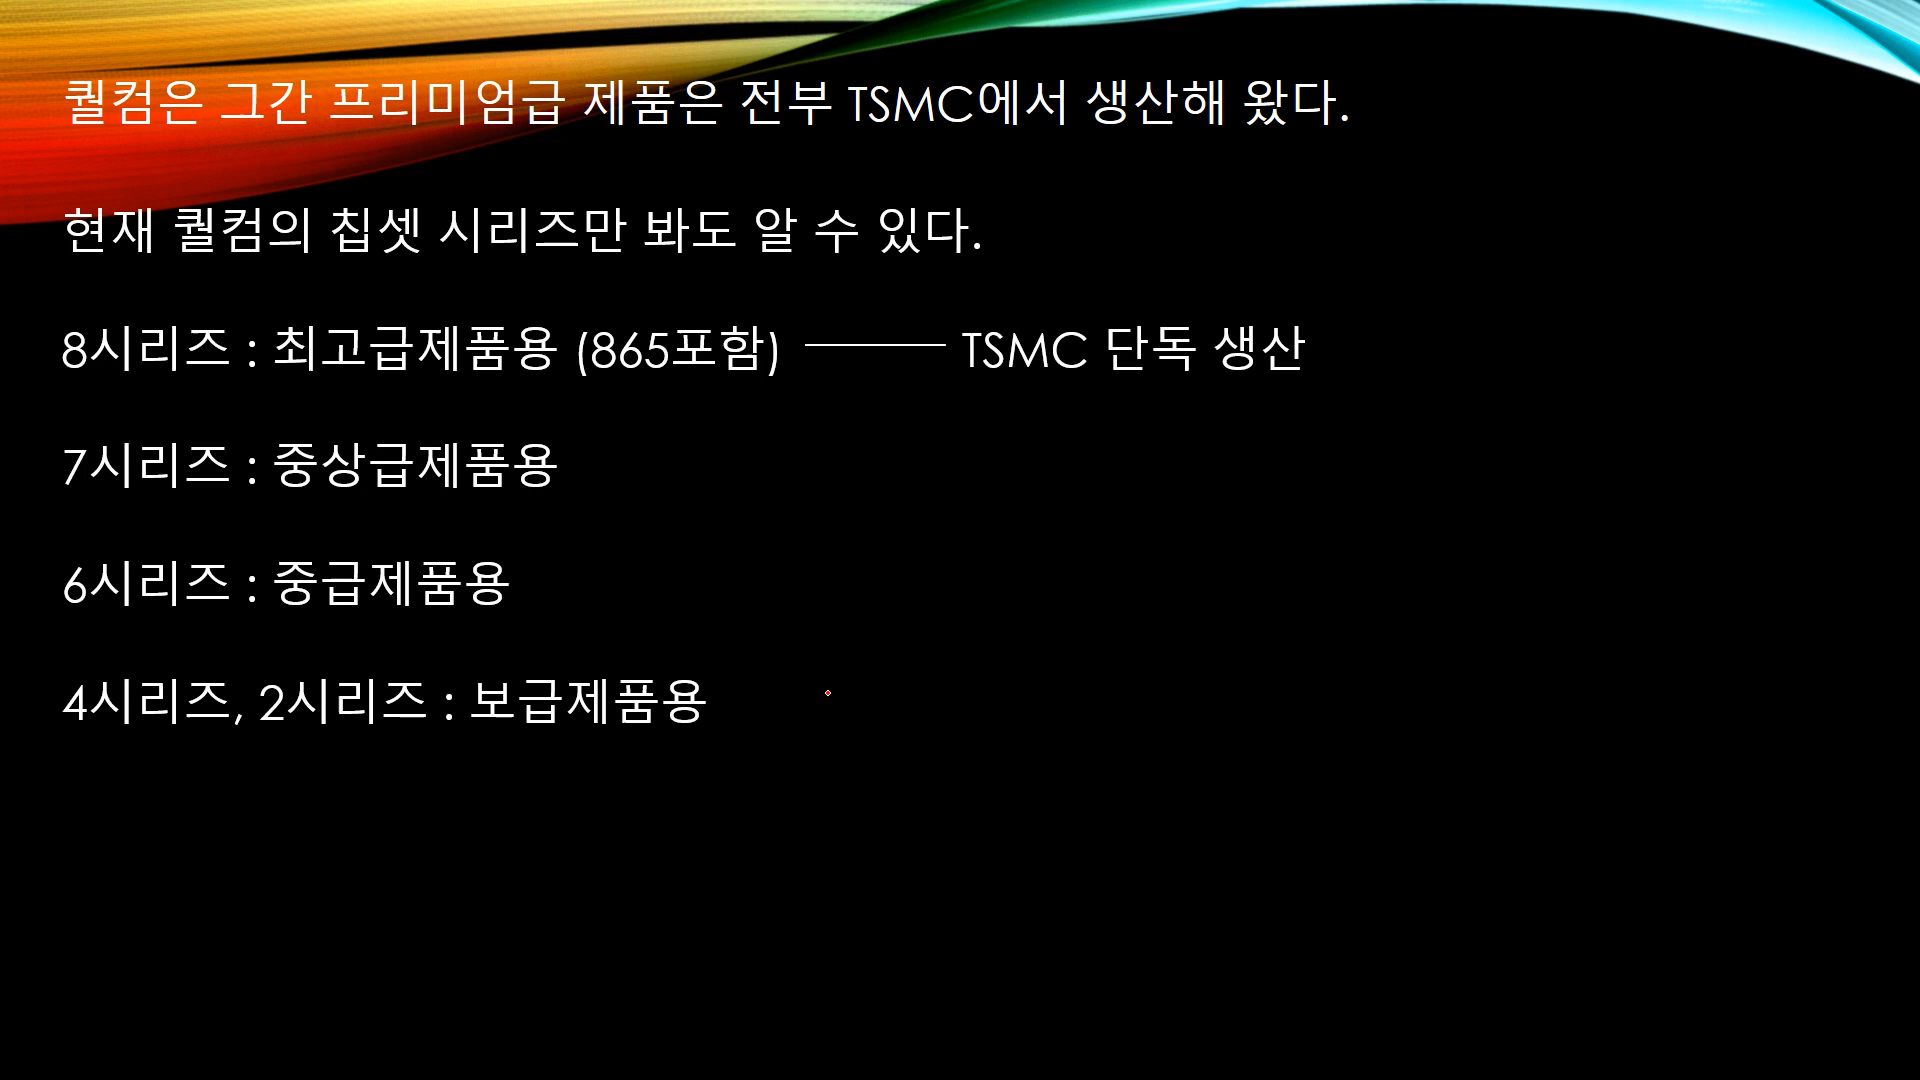 퀄컴은 그간 프리미엄급 제품은 전부 TSMC에서 생산해 왔다.
현재 퀄컴의 칩셋 시리즈만 봐도 알 수 있다.
8시리즈 : 최고급제품용 (865포함) ─── TSMC 단독 생산
7시리즈 : 중상급제품용
6시리즈 : 중급제품용
4시리즈, 2시리즈 : 보급제품용